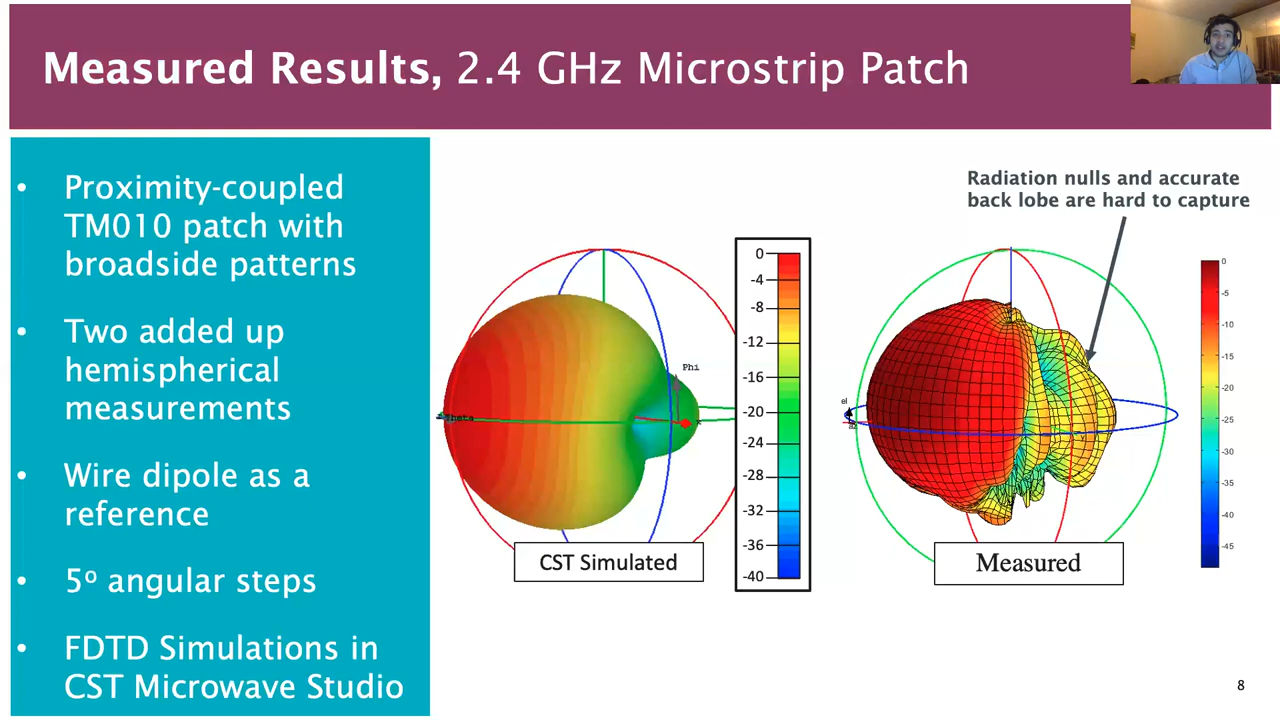 Measured Results, 2.4 GHz Microstrip Patch
• Proximity-coupled
TM010 patch with
broadside patterns
• Two added up
hemispherical
measurements
• Wire dipole as a
reference
• 5º angular steps
• FDTD Simulations in
CST Microwave Studio
Phi
Theta
x
0
-4
-8
-12
-16
-20
-24
-28
-32
-36
-40
CST Simulated
Radiation nulls and accurate
back lobe are hard to capture
el
az
0
-5
-10
-15
-20
-25
-30
-35
-40
-45
Measured
8